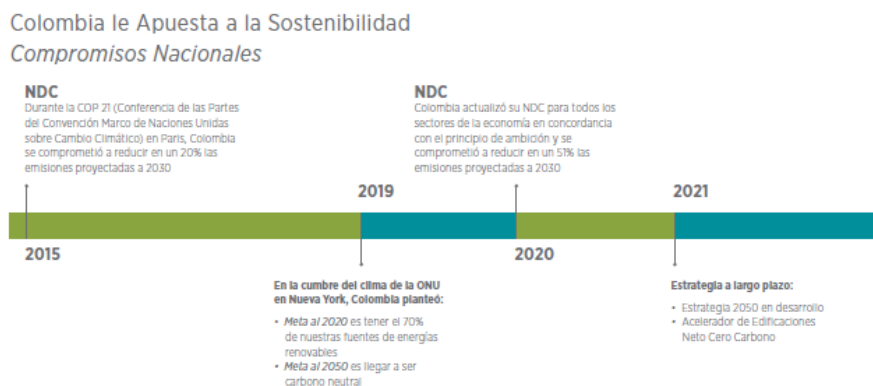 Colombia le Apuesta a la Sostenibilidad
Compromisos Nacionales
NDC
Durante la COP 21 (Conferencia de las Partes
del Convención Marco de Naciones Unidas
sobre Cambio Climático) en Paris, Colombia
se comprometió a reducir en un 20% las
emisiones proyectadas a 2030
NDC
Colombia actualizó su NDC para todos los
sectores de la economía en concordancia
con el principio de ambición y se
comprometió a reducir en un 51% las
emisiones proyectadas a 2030
2019
2021
2015
2020
En la cumbre del clima de la ONU
en Nueva York, Colombia planteó:
• Meta al 2020 es tener el 70%
de nuestras fuentes de energías
renovables
• Meta al 2050 es llegar a ser
carbono neutral
Estrategia a largo plazo:
• Estrategia 2050 en desarrollo
• Acelerador de Edificaciones
Neto Cero Carbono